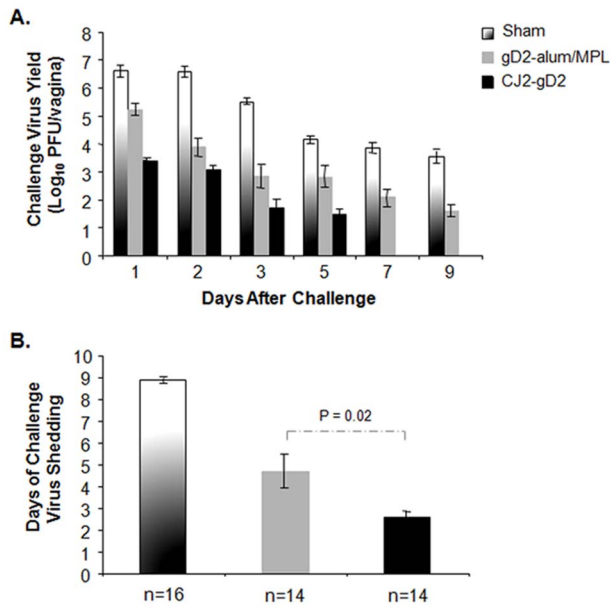 A.
Sham
gD2-alum/MPL
CJ2-gD2
Challenge Virus Yield
(Log₁₀ PFU/vagina)
8
7
6
5
4
3
2
1
0
1 2 3 5 7 9
Days After Challenge
B.
Days of Challenge
Virus Shedding
10
9
8
7
6
5
4
3
2
1
0
P = 0.02
n=16 n=14 n=14